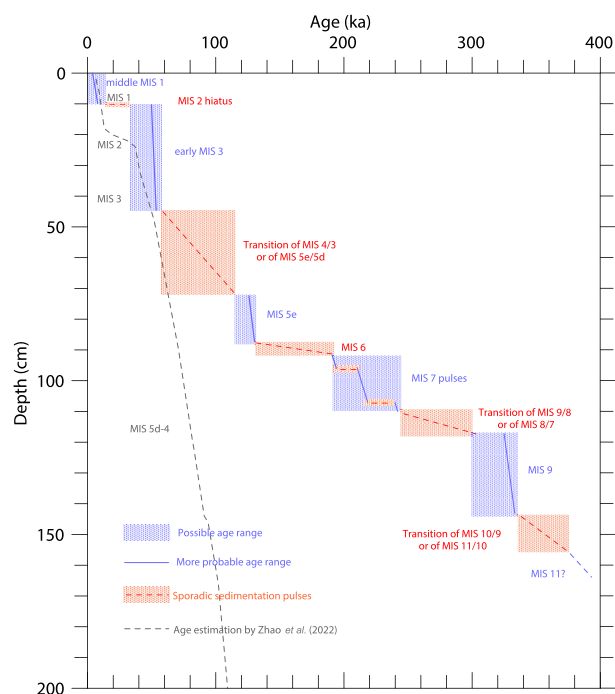 Age (ka)
0 100 200 300 400
Depth (cm)
0
50
100
150
200
middle MIS 1
MIS 1
MIS 2 hiatus
MIS 2
early MIS 3
MIS 3
Transition of MIS 4/3
or of MIS 5e/5d
MIS 5e
MIS 6
MIS 7 pulses
Transition of MIS 9/8
or of MIS 8/7
MIS 5d-4
MIS 9
Transition of MIS 10/9
or of MIS 11/10
MIS 11?
Possible age range
More probable age range
Sporadic sedimentation pulses
Age estimation by Zhao et al. (2022)